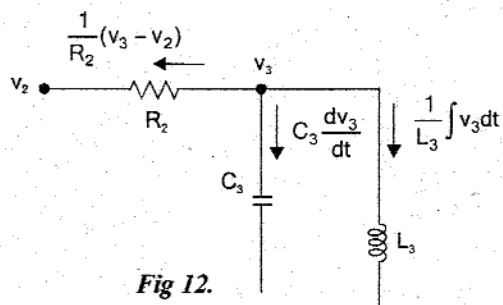 1/R₂ (v₃ – v₂)
v₂
v₃
R₂
C₃ dv₃/dt
1/L₃ ∫ v₃dt
C₃
L₃
Fig 12.